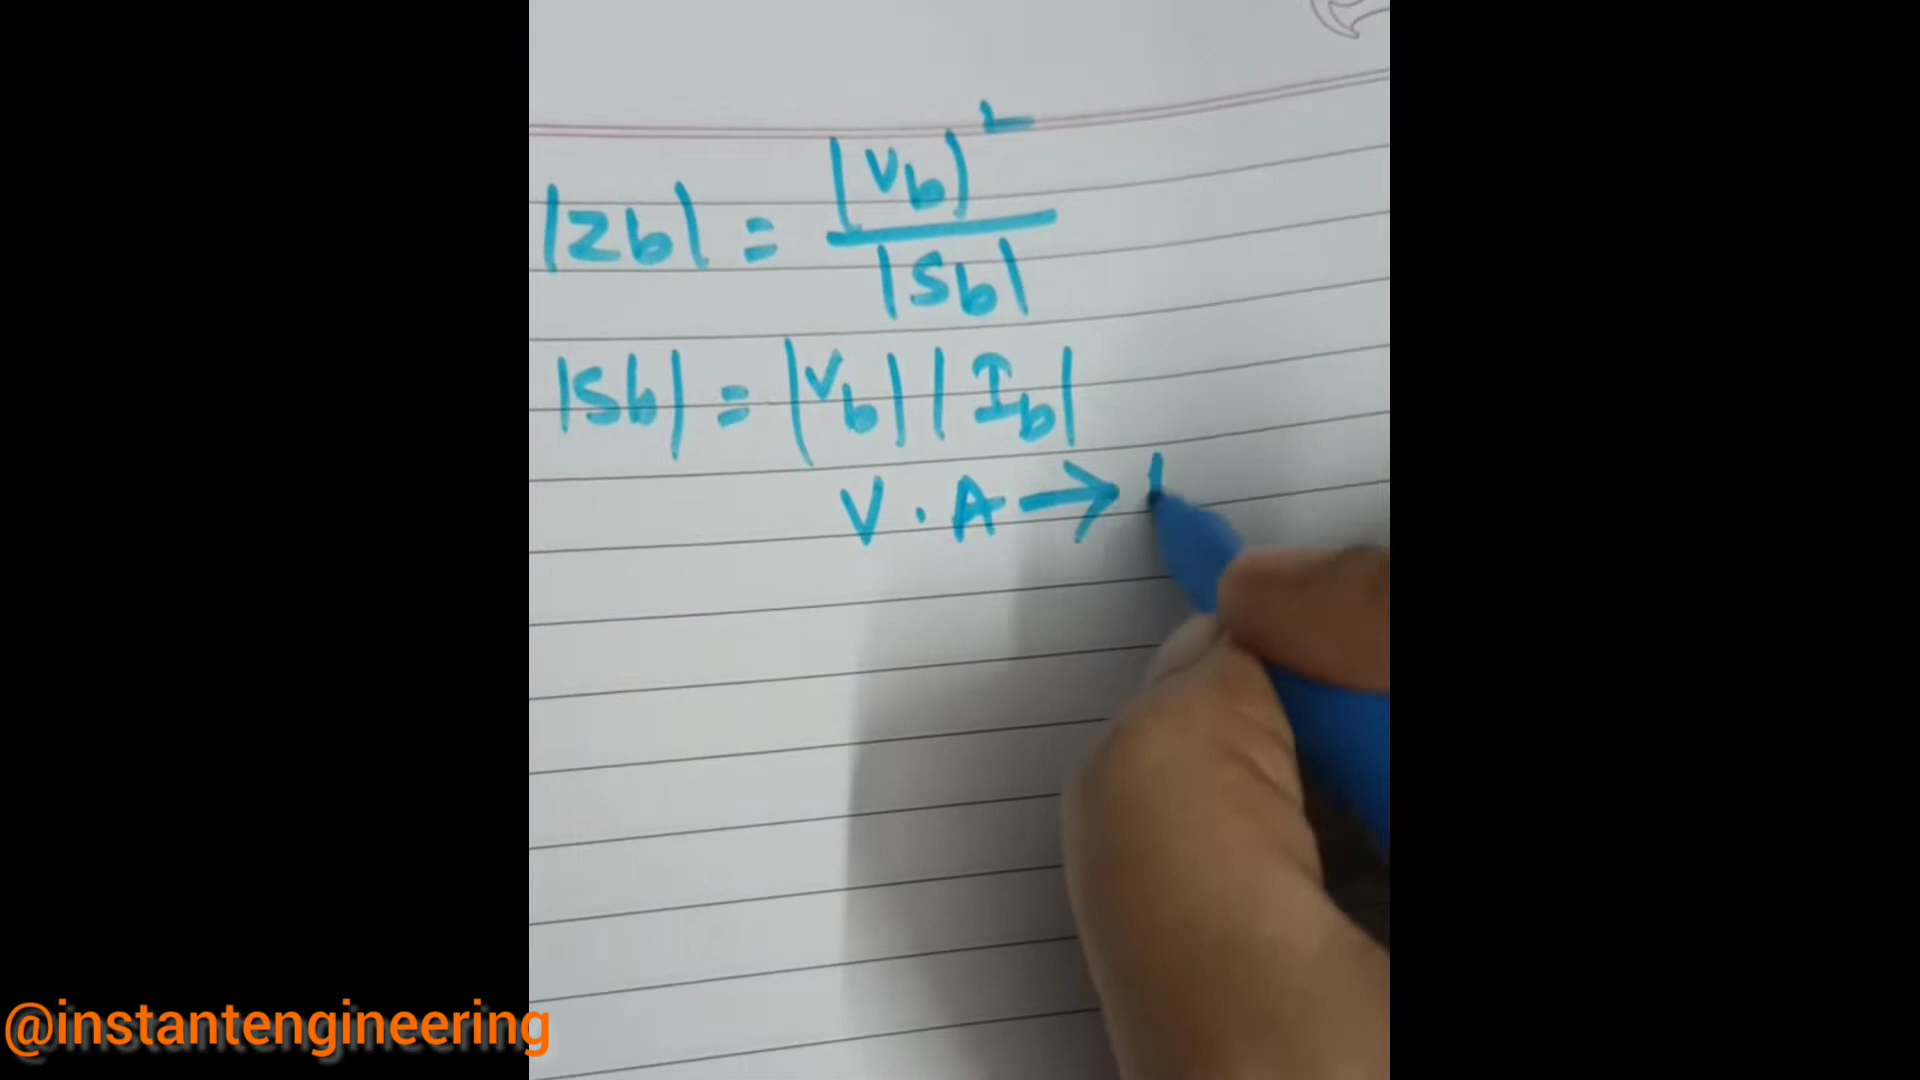 |Zb| = |Vb|²
|Sb|
|Sb| = |Vb| |Ib|
V . A →
@instantengineering